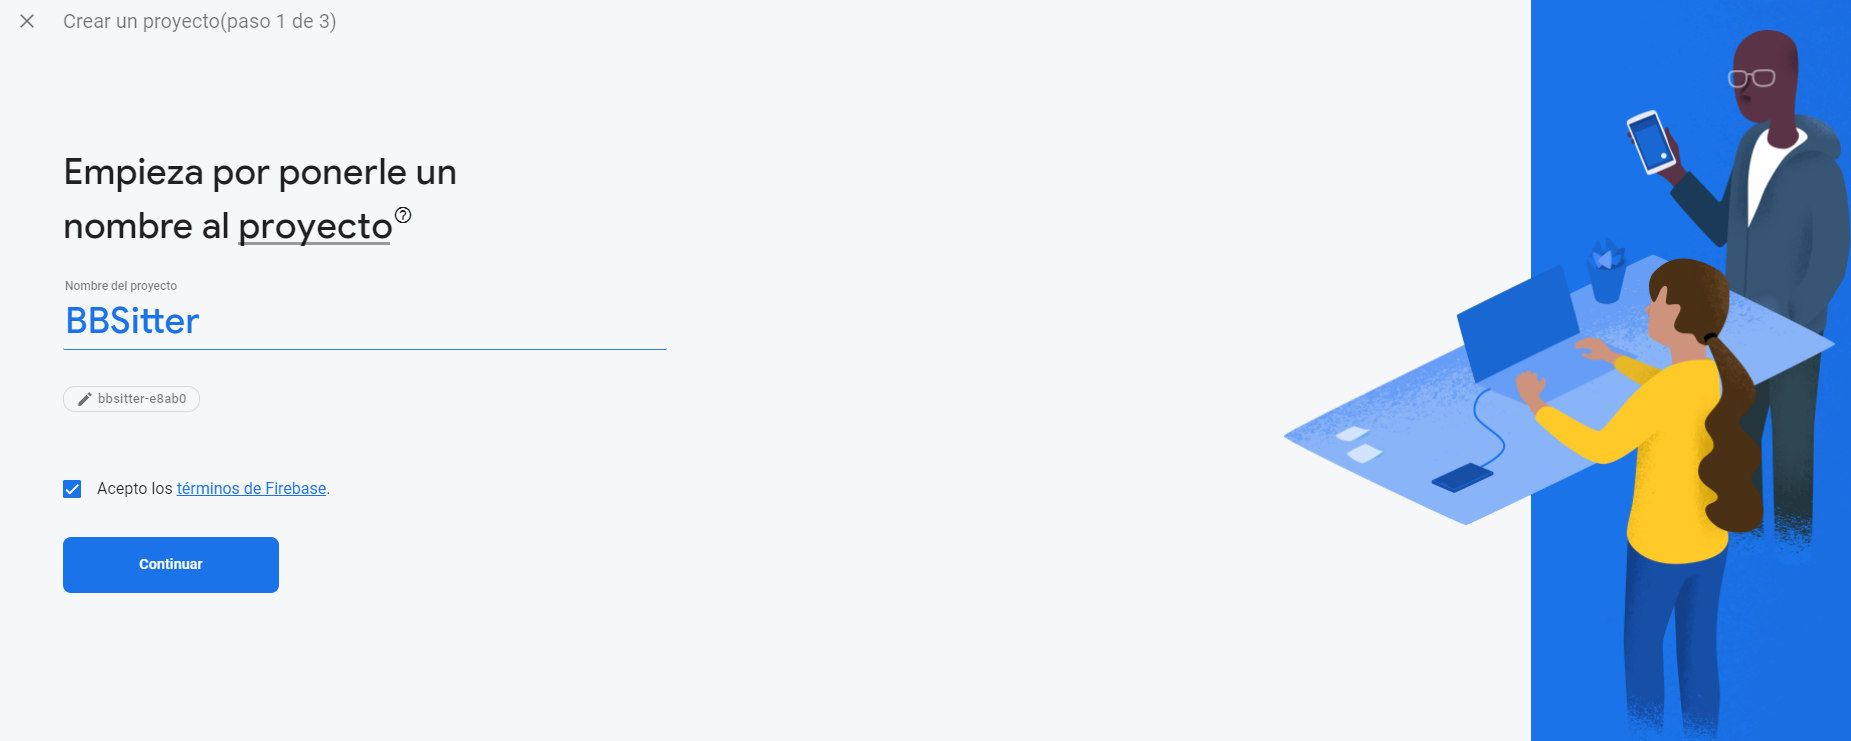 Crear un proyecto(paso 1 de 3)
Empieza por ponerle un
nombre al proyecto
Nombre del proyecto
BBSitter
bbsitter-e8ab0
Acepto los términos de Firebase.
Continuar